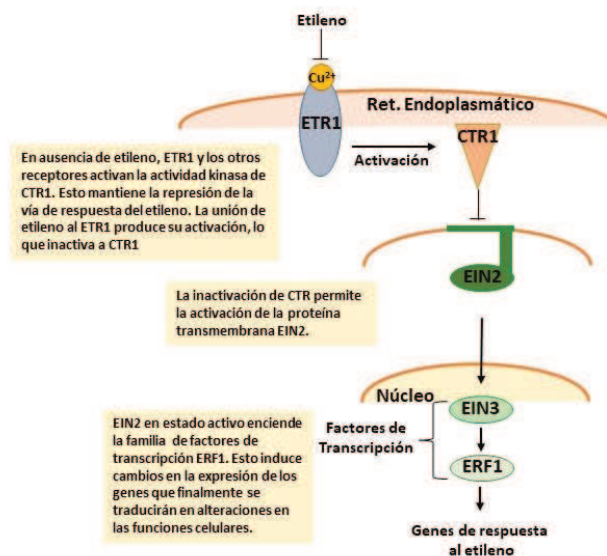 Etileno
Cu²⁺
Ret. Endoplasmático
ETR1
CTR1
Activación
En ausencia de etileno, ETR1 y los otros
receptores activan la actividad kinasa de
CTR1. Esto mantiene la represión de la
vía de respuesta del etileno. La unión de
etileno al ETR1 produce su activación, lo
que inactiva a CTR1
EIN2
La inactivación de CTR permite
la activación de la proteína
transmembrana EIN2.
Núcleo
EIN3
EIN2 en estado activo enciende
la familia de factores de
transcripción ERF1. Esto induce
cambios en la expresión de los
genes que finalmente se
traducirán en alteraciones en
las funciones celulares.
Factores de
Transcripción
ERF1
Genes de respuesta
al etileno